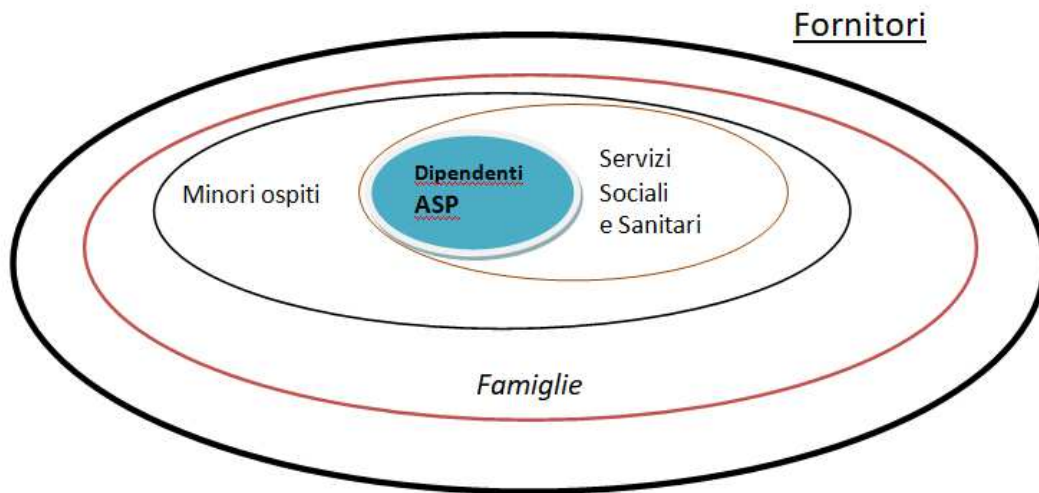 Fornitori
Dipendenti
ASP
Servizi
Sociali
e Sanitari
Minori ospiti
Famiglie